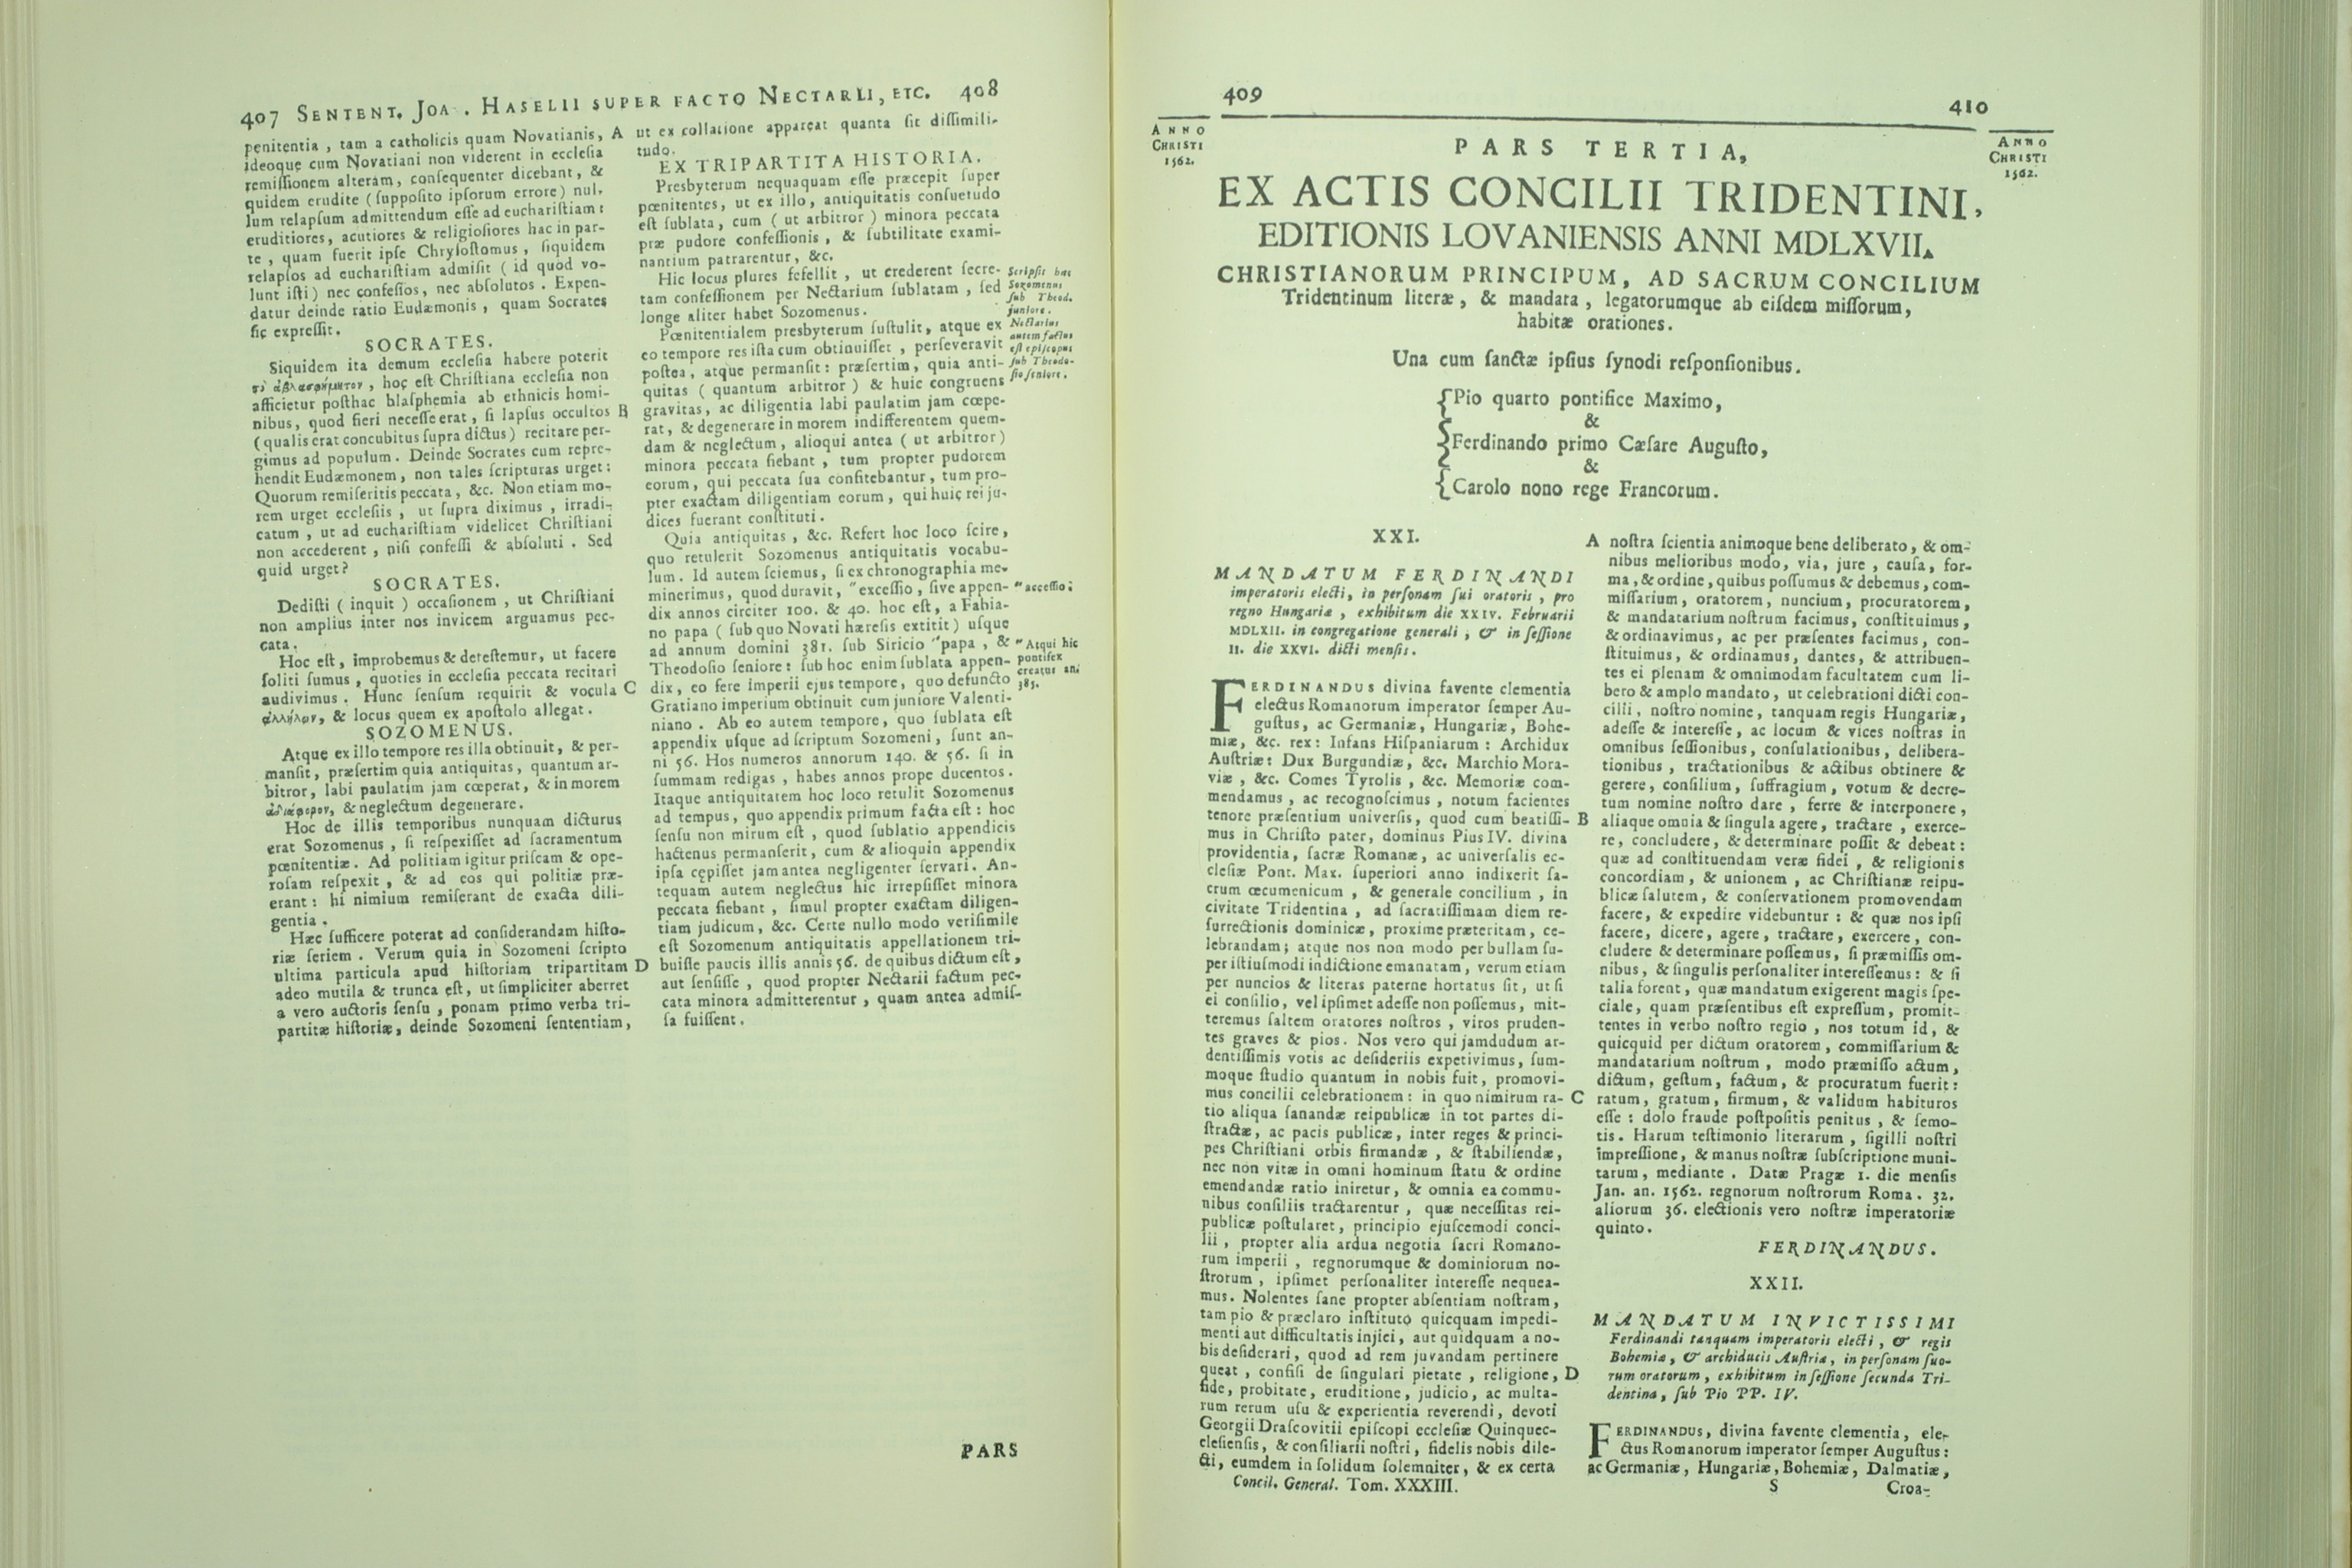 407 SENTENT. JOA. HASELII SUPER FACTO NECTARLI, ETC. 408
penitentia, tam a catholicis quam Novatianis,
ideoque cum Novatiani non viderent in eccleſia
remiſſionem alteram, conſequenter dicebant, &
quidem erudite (ſuppoſito ipſorum errore) nul-
lum relapſum admittendum eſſe ad euchariſtiam:
eruditiores, acutiores & religioſiores hac in par-
te, quam fuerit ipſe Chryſoſtomus, ſiquidem
relapſos ad euchariſtiam admiſit (id quod vo-
lunt iſti) nec confeſſos, nec abſolutos. Expen-
datur deinde ratio Eudæmonis, quam Socrates
ſic expreſſit.
SOCRATES.
Siquidem ita demum eccleſia habere poterit
τὸ ἀβλασφήμητον, hoc eſt Chriſtiana eccleſia non
afficietur poſthac blaſphemia ab ethnicis homi-
nibus, quod fieri neceſſe erat, ſi lapſus occultos
(qualis erat concubitus ſupra dictus) recitare per-
gimus ad populum. Deinde Socrates cum repre-
hendit Eudæmonem, non tales ſcripturas urget:
Quorum remiſeritis peccata, &c. Non etiam mo-
rem urget eccleſiis, ut ſupra diximus, irradi-
catum, ut ad euchariſtiam videlicet Chriſtiani
non accederent, niſi confeſſi & abſoluti. Sed
quid urget?
SOCRATES.
Dediſti (inquit) occaſionem, ut Chriſtiani
non amplius inter nos invicem arguamus pec-
cata.
Hoc eſt, improbemus & deteſtemur, ut facere
ſoliti ſumus, quoties in eccleſia peccata recitari
audivimus. Hunc ſenſum requirit & vocula
ἀλλήλων, & locus quem ex apoſtolo allegat.
SOZOMENUS.
Atque ex illo tempore res illa obtinuit, & per-
manſit, præſertim quia antiquitas, quantum ar-
bitror, labi paulatim jam cœperat, & in morem
ἀδιάφορον, & neglectum degenerare.
Hoc de illis temporibus nunquam dicturus
erat Sozomenus, ſi reſpexiſſet ad ſacramentum
pœnitentiæ. Ad politiam igitur priſcam & ope-
roſam reſpexit, & ad eos qui politiæ præ-
erant: hi nimium remiſerant de exacta dili-
gentia.
Hæc ſufficere poterat ad conſiderandam hiſto-
riæ ſeriem. Verum quia in Sozomeni ſcripto
ultima particula apud hiſtoriam tripartitam
adeo mutila & trunca eſt, ut ſimpliciter aberret
a vero auctoris ſenſu, ponam primo verba tri-
partitæ hiſtoriæ, deinde Sozomeni ſententiam,
A
B
C
D
ut ex collatione appareat quanta ſit diſſimili-
tudo.
EX TRIPARTITA HISTORIA.
Presbyterum nequaquam eſſe præcepit ſuper
pœnitentes, ut ex illo, antiquitatis conſuetudo
eſt ſublata, cum (ut arbitror) minora peccata
præ pudore confeſſionis, & ſubtilitate exami-
nantium patrarentur, &c.
Hic locus plures fefellit, ut crederent ſecre-
tam confeſſionem per Nectarium ſublatam, ſed
longe aliter habet Sozomenus.
Pœnitentialem presbyterum ſuſtulit, atque ex
eo tempore res iſta cum obtinuiſſet, perſeveravit
poſtea, atque permanſit: præſertim, quia anti-
quitas (quantum arbitror) & huic congruens
gravitas, ac diligentia labi paulatim jam cœpe-
rat, & degenerare in morem indifferentem quem-
dam & neglectum, alioqui antea (ut arbitror)
minora peccata fiebant, tum propter pudorem
eorum, qui peccata ſua confitebantur, tum pro-
pter exactam diligentiam eorum, qui huic rei ju-
dices fuerant conſtituti.
Quia antiquitas, &c. Refert hoc loco ſcire,
quo retulerit Sozomenus antiquitatis vocabu-
lum. Id autem ſciemus, ſi ex chronographia me-
minerimus, quod duravit, "exceſſio, ſive appen-
dix annos circiter 100. & 40. hoc eſt, a Fabia-
no papa (ſub quo Novati hæreſis extitit) uſque
ad annum domini 381. ſub Siricio "papa, &
Theodoſio ſeniore: ſub hoc enim ſublata appen-
dix, eo fere imperii ejus tempore, quo defuncto
Gratiano imperium obtinuit cum juniore Valenti-
niano. Ab eo autem tempore, quo ſublata eſt
appendix uſque ad ſcriptum Sozomeni, ſunt an-
ni 56. Hos numeros annorum 140. & 56. ſi in
ſummam redigas, habes annos prope ducentos.
Itaque antiquitatem hoc loco retulit Sozomenus
ad tempus, quo appendix primum facta eſt: hoc
ſenſu non mirum eſt, quod ſublatio appendicis
hactenus permanſerit, cum & alioquin appendix
ipſa cępiſſet jam antea negligenter ſervari. An-
tequam autem neglectus hic irrepſiſſet minora
peccata fiebant, ſimul propter exactam diligen-
tiam judicum, &c. Certe nullo modo veriſimile
eſt Sozomenum antiquitatis appellationem tri-
buiſſe paucis illis annis 56. de quibus dictum eſt,
aut ſenſiſſe, quod propter Nectarii factum pec-
cata minora admitterentur, quam antea admiſ-
ſa fuiſſent.
Scripſit hæc
Sozomenus
ſub Theod.
juniore.
Nectarius
autem factus
eſt epiſcopus
ſub Theodo-
ſio ſeniore.
"acceſſio;
"Atqui hic
pontifex
creatus an.
385.
PARS
409
410
ANNO
CHRISTI
1562.
ANNO
CHRISTI
1562.
PARS TERTIA,
EX ACTIS CONCILII TRIDENTINI,
EDITIONIS LOVANIENSIS ANNI MDLXVII.
CHRISTIANORUM PRINCIPUM, AD SACRUM CONCILIUM
Tridentinum literæ, & mandata, legatorumque ab eiſdem miſſorum,
habitæ orationes.
Una cum ſanctæ ipſius ſynodi reſponſionibus.
Pio quarto pontifice Maximo,
&
Ferdinando primo Cæſare Auguſto,
&
Carolo nono rege Francorum.
XXI.
MANDATUM FERDINANDI
imperatoris electi, in perſonam ſui oratoris, pro
regno Hungariæ, exhibitum die XXIV. Februarii
MDLXII. in congregatione generali, & in ſeſſione
II. die XXVI. dicti menſis.
FERDINANDUS divina favente clementia
electus Romanorum imperator ſemper Au-
guſtus, ac Germaniæ, Hungariæ, Bohe-
miæ, &c. rex: Infans Hiſpaniarum: Archidux
Auſtriæ: Dux Burgundiæ, &c. Marchio Mora-
viæ, &c. Comes Tyrolis, &c. Memoriæ com-
mendamus, ac recognoſcimus, notum facientes
tenore præſentium univerſis, quod cum beatiſſi-
mus in Chriſto pater, dominus Pius IV. divina
providentia, ſacræ Romanæ, ac univerſalis ec-
cleſiæ Pont. Max. ſuperiori anno indixerit ſa-
crum œcumenicum, & generale concilium, in
civitate Tridentina, ad ſacratiſſimam diem re-
ſurrectionis dominicæ, proxime præteritam, ce-
lebrandam; atque nos non modo per bullam ſu-
per iſtiuſmodi indictione emanatam, verum etiam
per nuncios & literas paterne hortatus ſit, ut ſi
ei conſilio, vel ipſimet adeſſe non poſſemus, mit-
teremus ſaltem oratores noſtros, viros pruden-
tes graves & pios. Nos vero qui jamdudum ar-
dentiſſimis votis ac deſideriis expetivimus, ſum-
moque ſtudio quantum in nobis fuit, promovi-
mus concilii celebrationem: in quo nimirum ra-
tio aliqua ſanandæ reipublicæ in tot partes di-
ſtractæ, ac pacis publicæ, inter reges & princi-
pes Chriſtiani orbis firmandæ, & ſtabiliendæ,
nec non vitæ in omni hominum ſtatu & ordine
emendandæ ratio iniretur, & omnia ea commu-
nibus conſiliis tractarentur, quæ neceſſitas rei-
publicæ poſtularet, principio ejuſcemodi conci-
lii, propter alia ardua negotia ſacri Romano-
rum imperii, regnorumque & dominiorum no-
ſtrorum, ipſimet perſonaliter intereſſe nequea-
mus. Nolentes ſane propter abſentiam noſtram,
tam pio & præclaro inſtituto quicquam impedi-
menti aut difficultatis injici, aut quidquam a no-
bis deſiderari, quod ad rem juvandam pertinere
queat, confiſi de ſingulari pietate, religione,
fide, probitate, eruditione, judicio, ac multa-
rum rerum uſu & experientia reverendi, devoti
Georgii Draſcovitii epiſcopi eccleſiæ Quinquec-
cleſienſis, & conſiliarii noſtri, fidelis nobis dile-
cti, eumdem in ſolidum ſolemniter, & ex certa
Concil. General. Tom. XXXIII.
A
B
C
D
noſtra ſcientia animoque bene deliberato, & om-
nibus melioribus modo, via, jure, cauſa, for-
ma, & ordine, quibus poſſumus & debemus, com-
miſſarium, oratorem, nuncium, procuratorem,
& mandatarium noſtrum facimus, conſtituimus,
& ordinavimus, ac per præſentes facimus, con-
ſtituimus, & ordinamus, dantes, & attribuen-
tes ei plenam & omnimodam facultatem cum li-
bero & amplo mandato, ut celebrationi dicti con-
cilii, noſtro nomine, tanquam regis Hungariæ,
adeſſe & intereſſe, ac locum & vices noſtras in
omnibus ſeſſionibus, conſulationibus, delibera-
tionibus, tractationibus & actibus obtinere &
gerere, conſilium, ſuffragium, votum & decre-
tum nomine noſtro dare, ferre & interponere,
aliaque omnia & ſingula agere, tractare, exerce-
re, concludere, & determinare poſſit & debeat:
quæ ad conſtituendam veræ fidei, & religionis
concordiam, & unionem, ac Chriſtianæ reipu-
blicæ ſalutem, & conſervationem promovendam
facere, & expedire videbuntur: & quæ nos ipſi
facere, dicere, agere, tractare, exercere, con-
cludere & determinare poſſemus, ſi præmiſſis om-
nibus, & ſingulis perſonaliter intereſſemus: & ſi
talia forent, quæ mandatum exigerent magis ſpe-
ciale, quam præſentibus eſt expreſſum, promit-
tentes in verbo noſtro regio, nos totum id, &
quicquid per dictum oratorem, commiſſarium &
mandatarium noſtrum, modo præmiſſo actum,
dictum, geſtum, factum, & procuratum fuerit:
ratum, gratum, firmum, & validum habituros
eſſe: dolo fraude poſtpoſitis penitus, & ſemo-
tis. Harum teſtimonio literarum, ſigilli noſtri
impreſſione, & manus noſtræ ſubſcriptione muni-
tarum, mediante. Datæ Pragæ 1. die menſis
Jan. an. 1562. regnorum noſtrorum Roma. 32.
aliorum 36. electionis vero noſtræ imperatoriæ
quinto.
FERDINANDUS.
XXII.
MANDATUM INVICTISSIMI
Ferdinandi tanquam imperatoris electi, & regis
Bohemiæ, & archiducis Auſtriæ, in perſonam ſuo-
rum oratorum, exhibitum in ſeſſione ſecunda Tri-
dentina, ſub Pio PP. IV.
FERDINANDUS, divina favente clementia, ele-
ctus Romanorum imperator ſemper Auguſtus:
ac Germaniæ, Hungariæ, Bohemiæ, Dalmatiæ,
S
Croa-